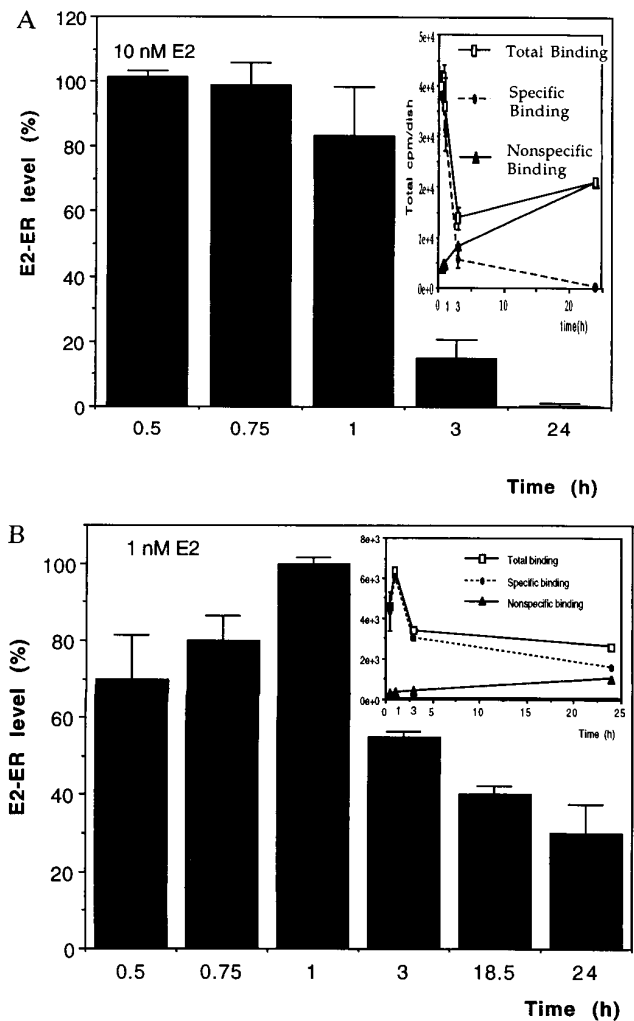 A
10 nM E2
E2-ER level (%)
120
100
80
60
40
20
0
0.5 0.75 1 3 24
Time (h)
Total cpm/dish
5e+4
4e+4
3e+4
2e+4
1e+4
0e+0
0 1 3 10 20
time(h)
Total Binding
Specific
Binding
Nonspecific
Binding
B
1 nM E2
E2-ER level (%)
100
80
60
40
20
0
0.5 0.75 1 3 18.5 24
Time (h)
8e+3
6e+3
4e+3
2e+3
0e+0
0 1 3 5 10 15 20 25
Time (h)
Total binding
Specific binding
Nonspecific binding